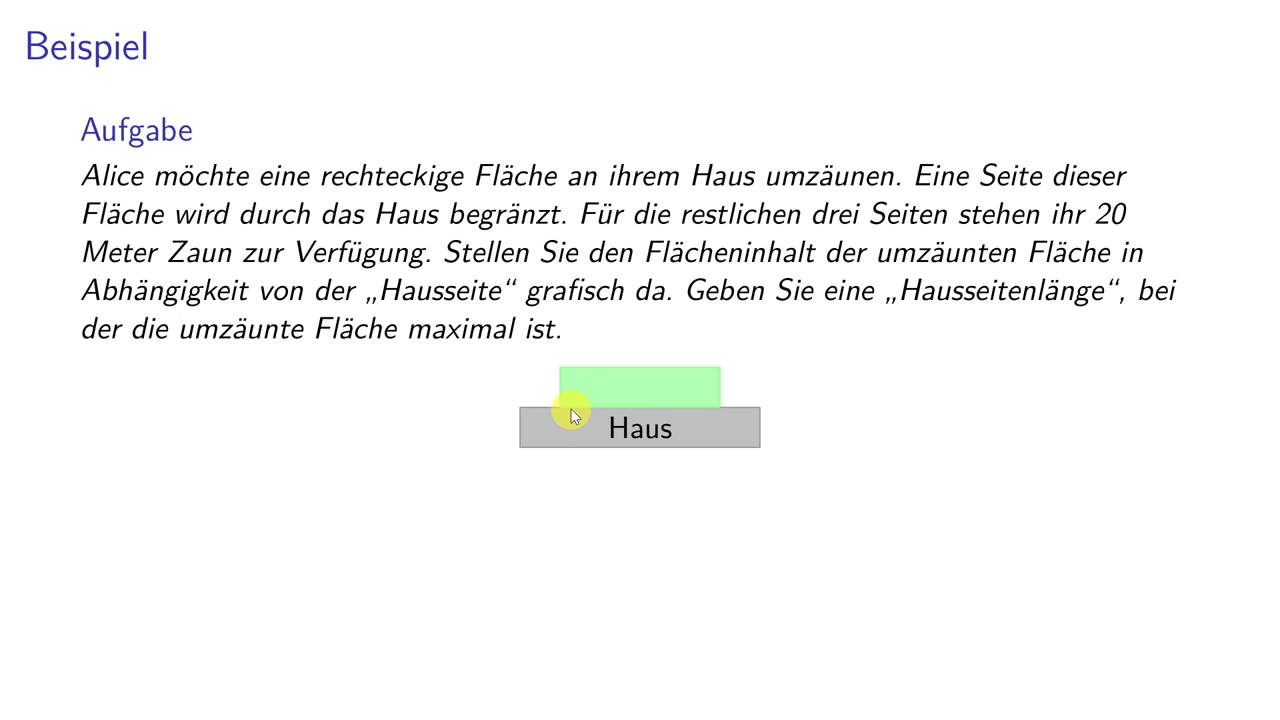 Beispiel
Aufgabe
Alice möchte eine rechteckige Fläche an ihrem Haus umzäunen. Eine Seite dieser
Fläche wird durch das Haus begränzt. Für die restlichen drei Seiten stehen ihr 20
Meter Zaun zur Verfügung. Stellen Sie den Flächeninhalt der umzäunten Fläche in
Abhängigkeit von der „Hausseite“ grafisch da. Geben Sie eine „Hausseitenlänge“, bei
der die umzäunte Fläche maximal ist.
Haus